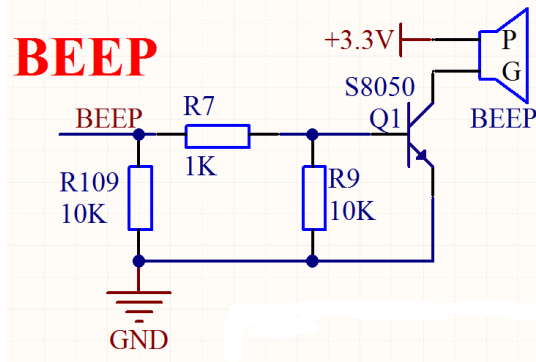 BEEP
+3.3V
P
G
S8050
Q1
BEEP
BEEP
R7
1K
R109
10K
R9
10K
GND